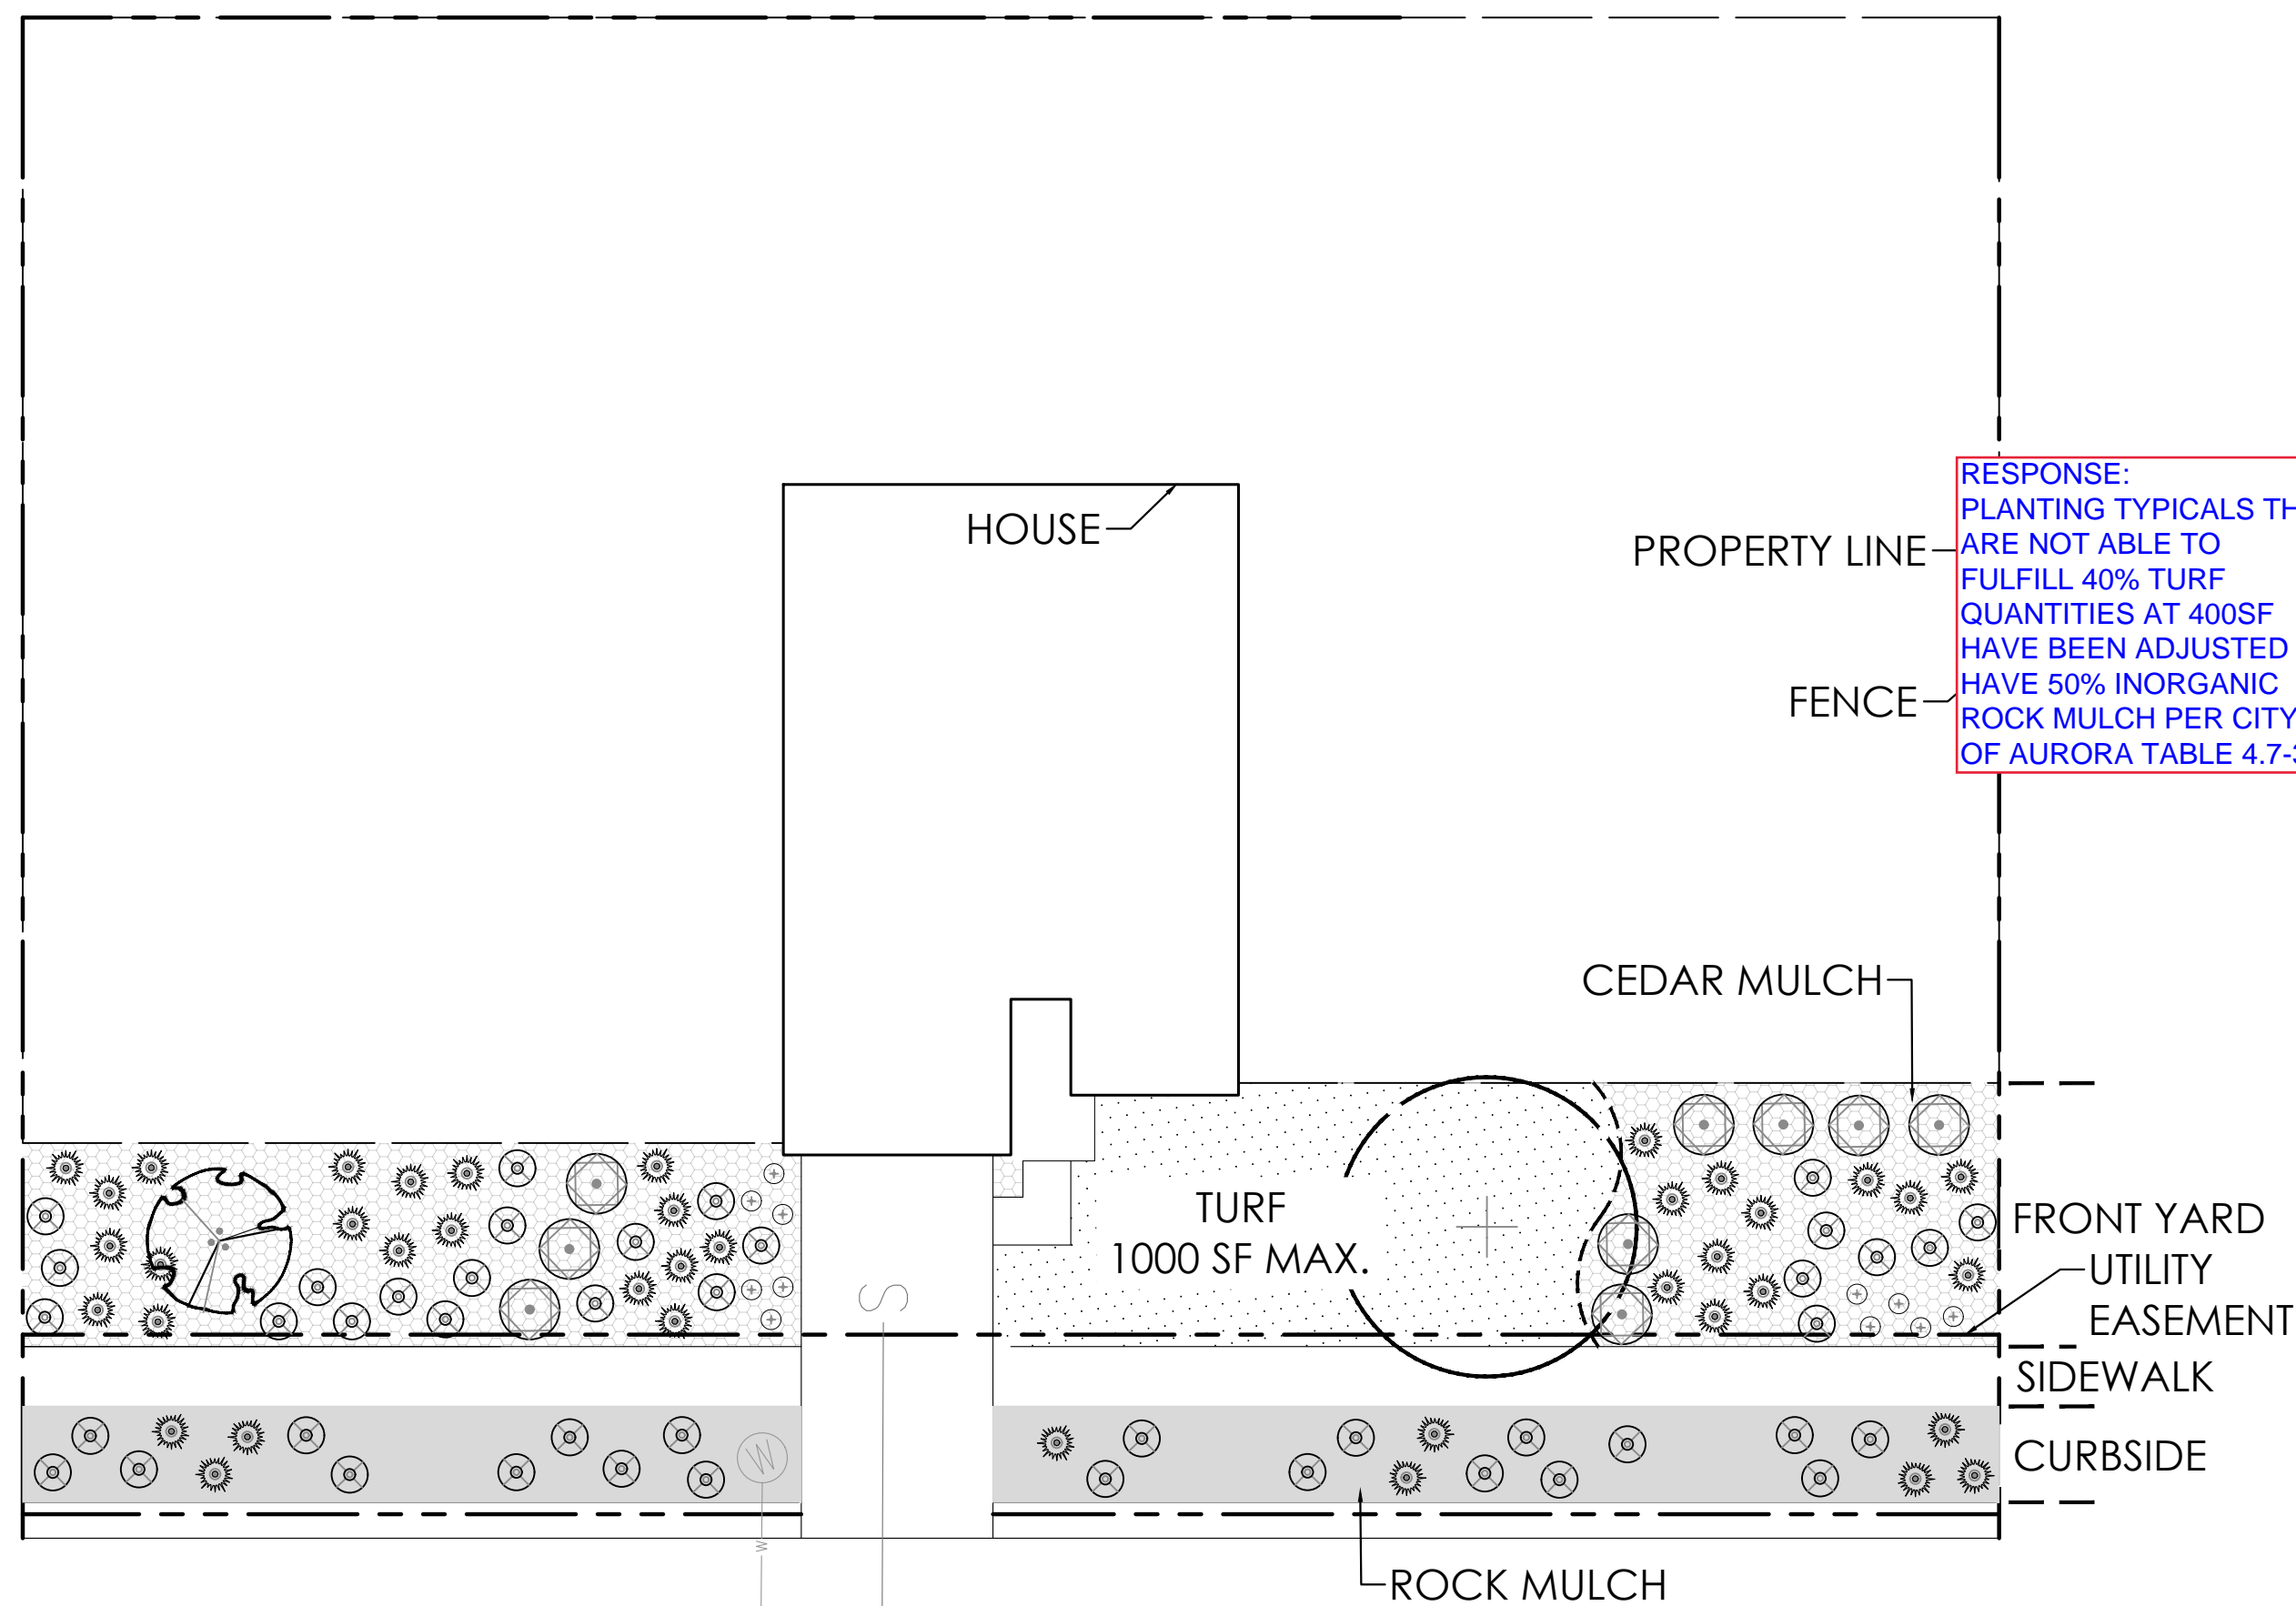 HOUSE
PROPERTY LINE
RESPONSE:
PLANTING TYPICALS
ARE NOT ABLE TO
FULFILL 40% TURF
QUANTITIES AT 400SF
HAVE BEEN ADJUSTED
HAVE 50% INORGANIC
ROCK MULCH PER CITY
OF AURORA TABLE 4.7-
FENCE
CEDAR MULCH
TURF
1000 SF MAX.
FRONT YARD
UTILITY
EASEMENT
S
SIDEWALK
CURBSIDE
W
W
ROCK MULCH